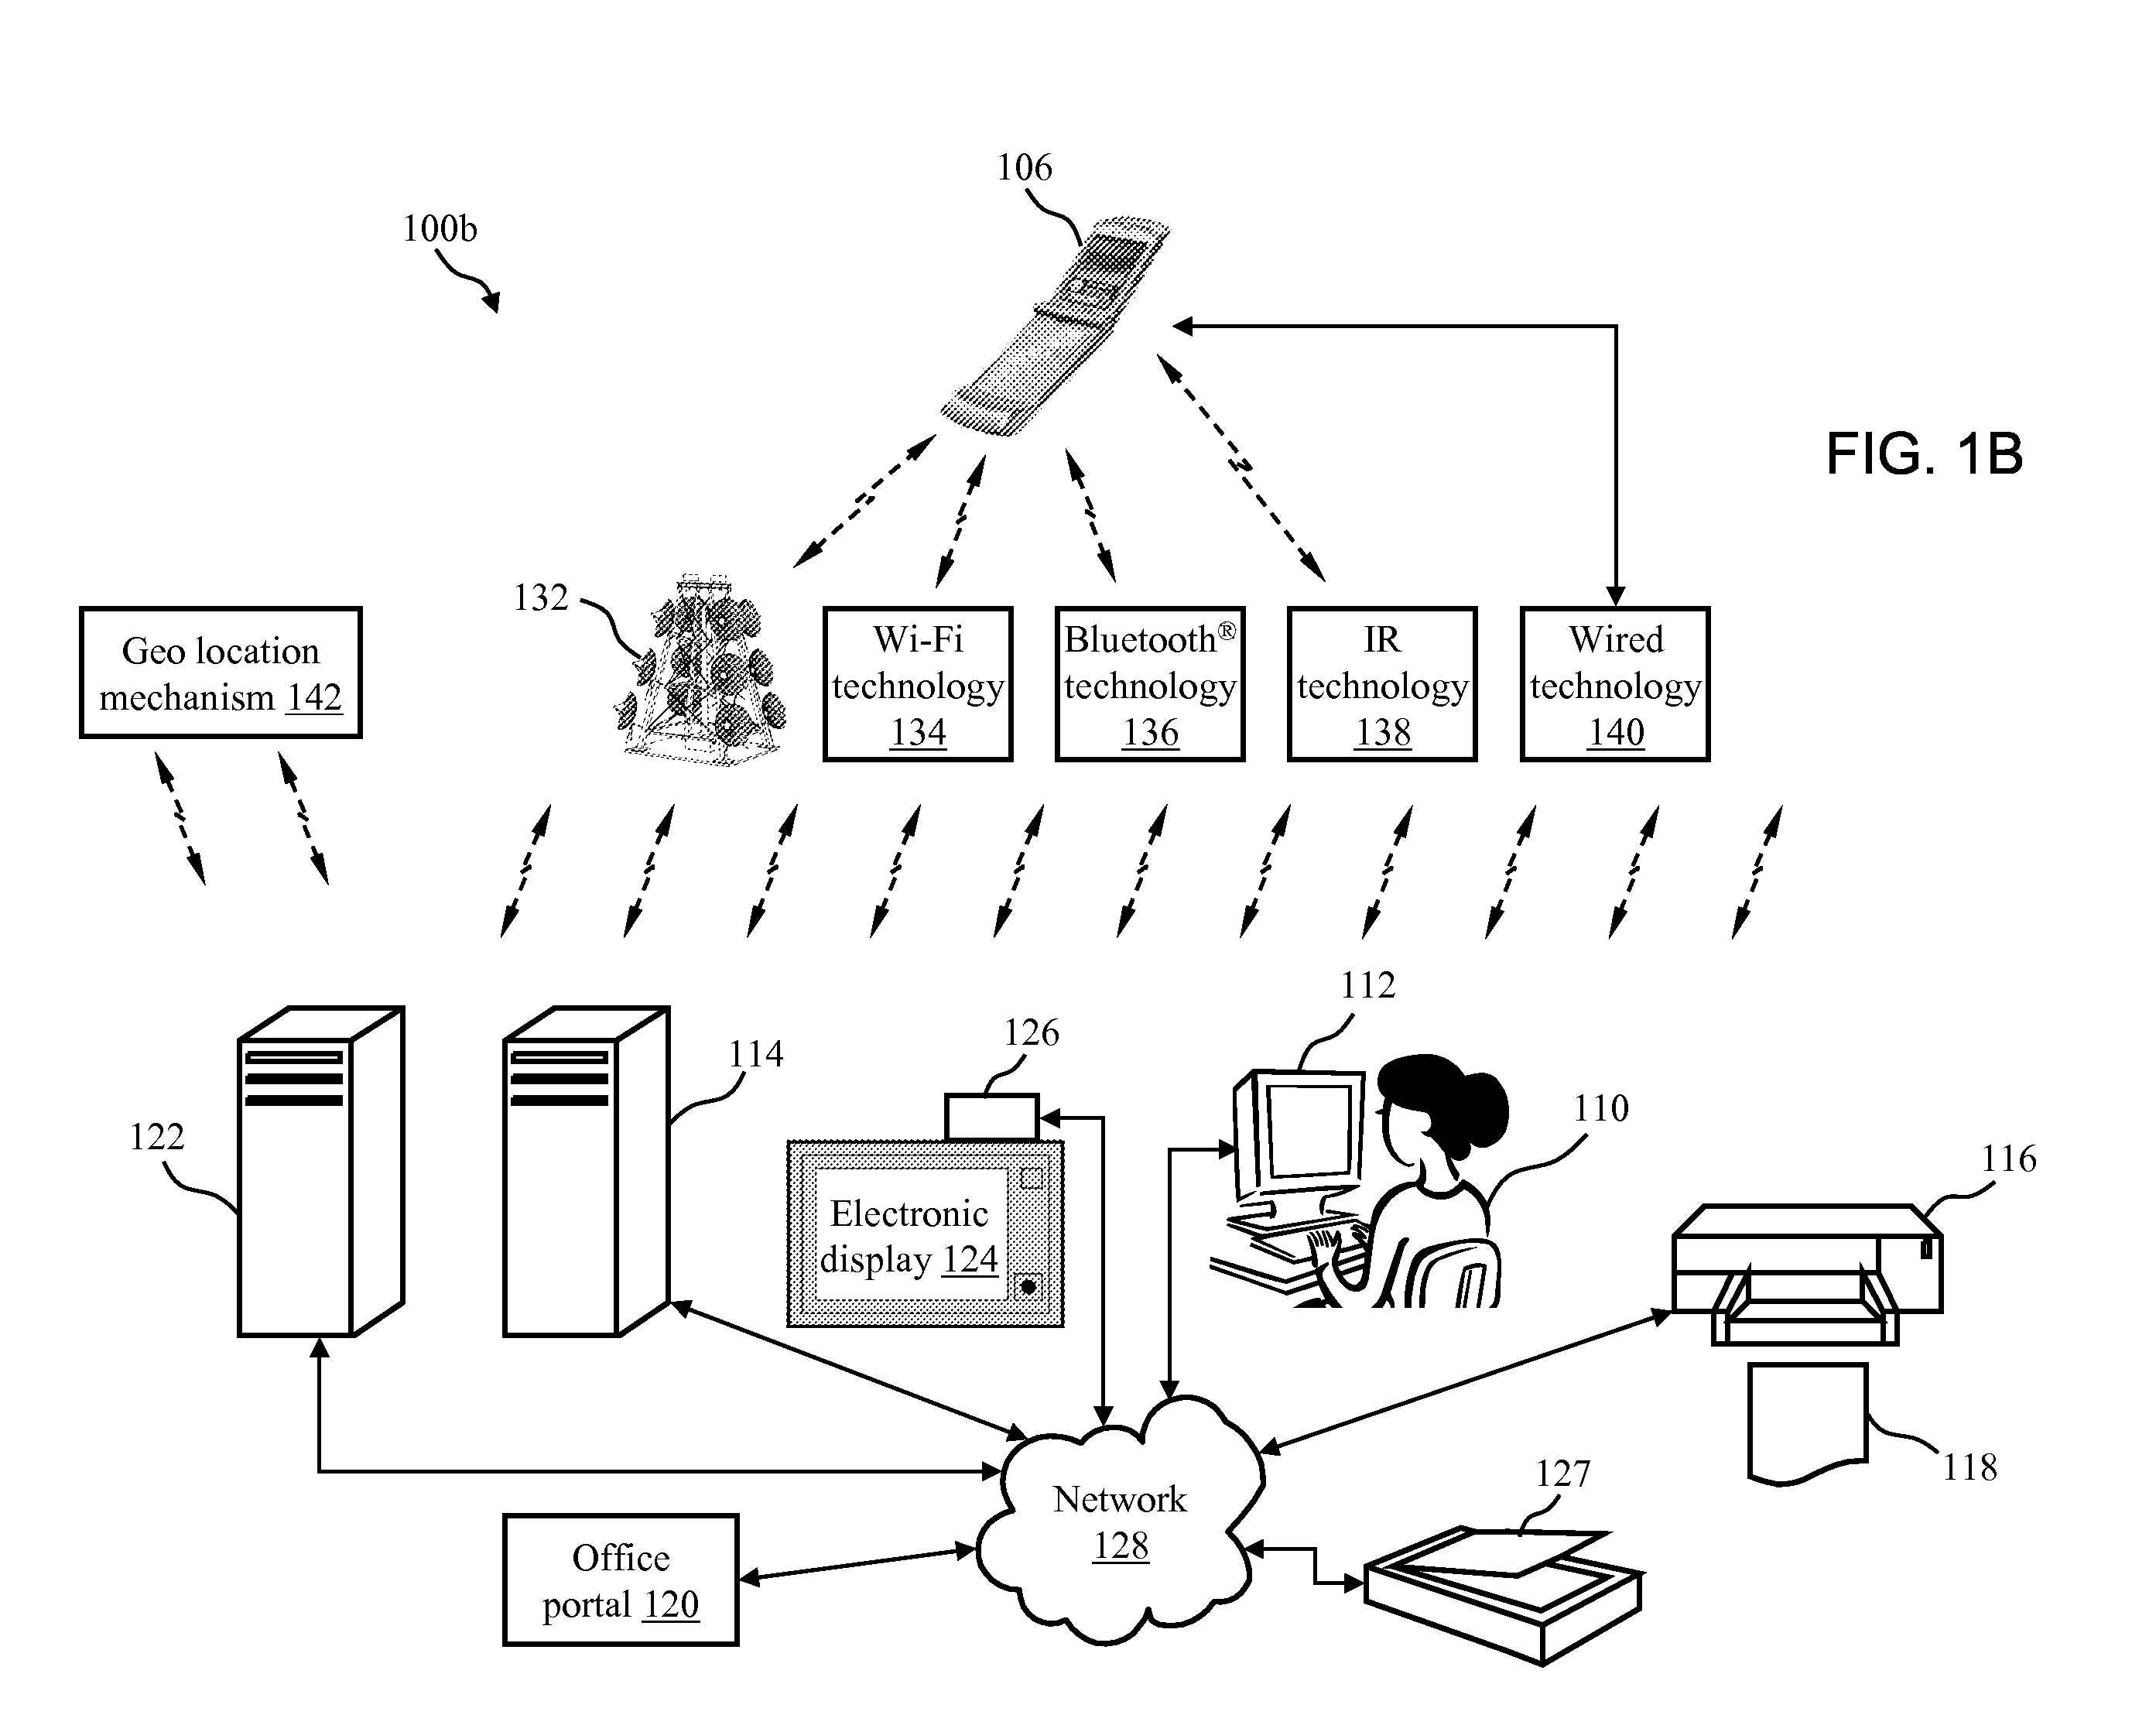 106
100b
FIG. 1B
132
Geo location
mechanism 142
Wi-Fi
technology
134
Bluetooth®
technology
136
IR
technology
138
Wired
technology
140
112
126
114
110
122
116
Electronic
display 124
118
127
Network
128
Office
portal 120